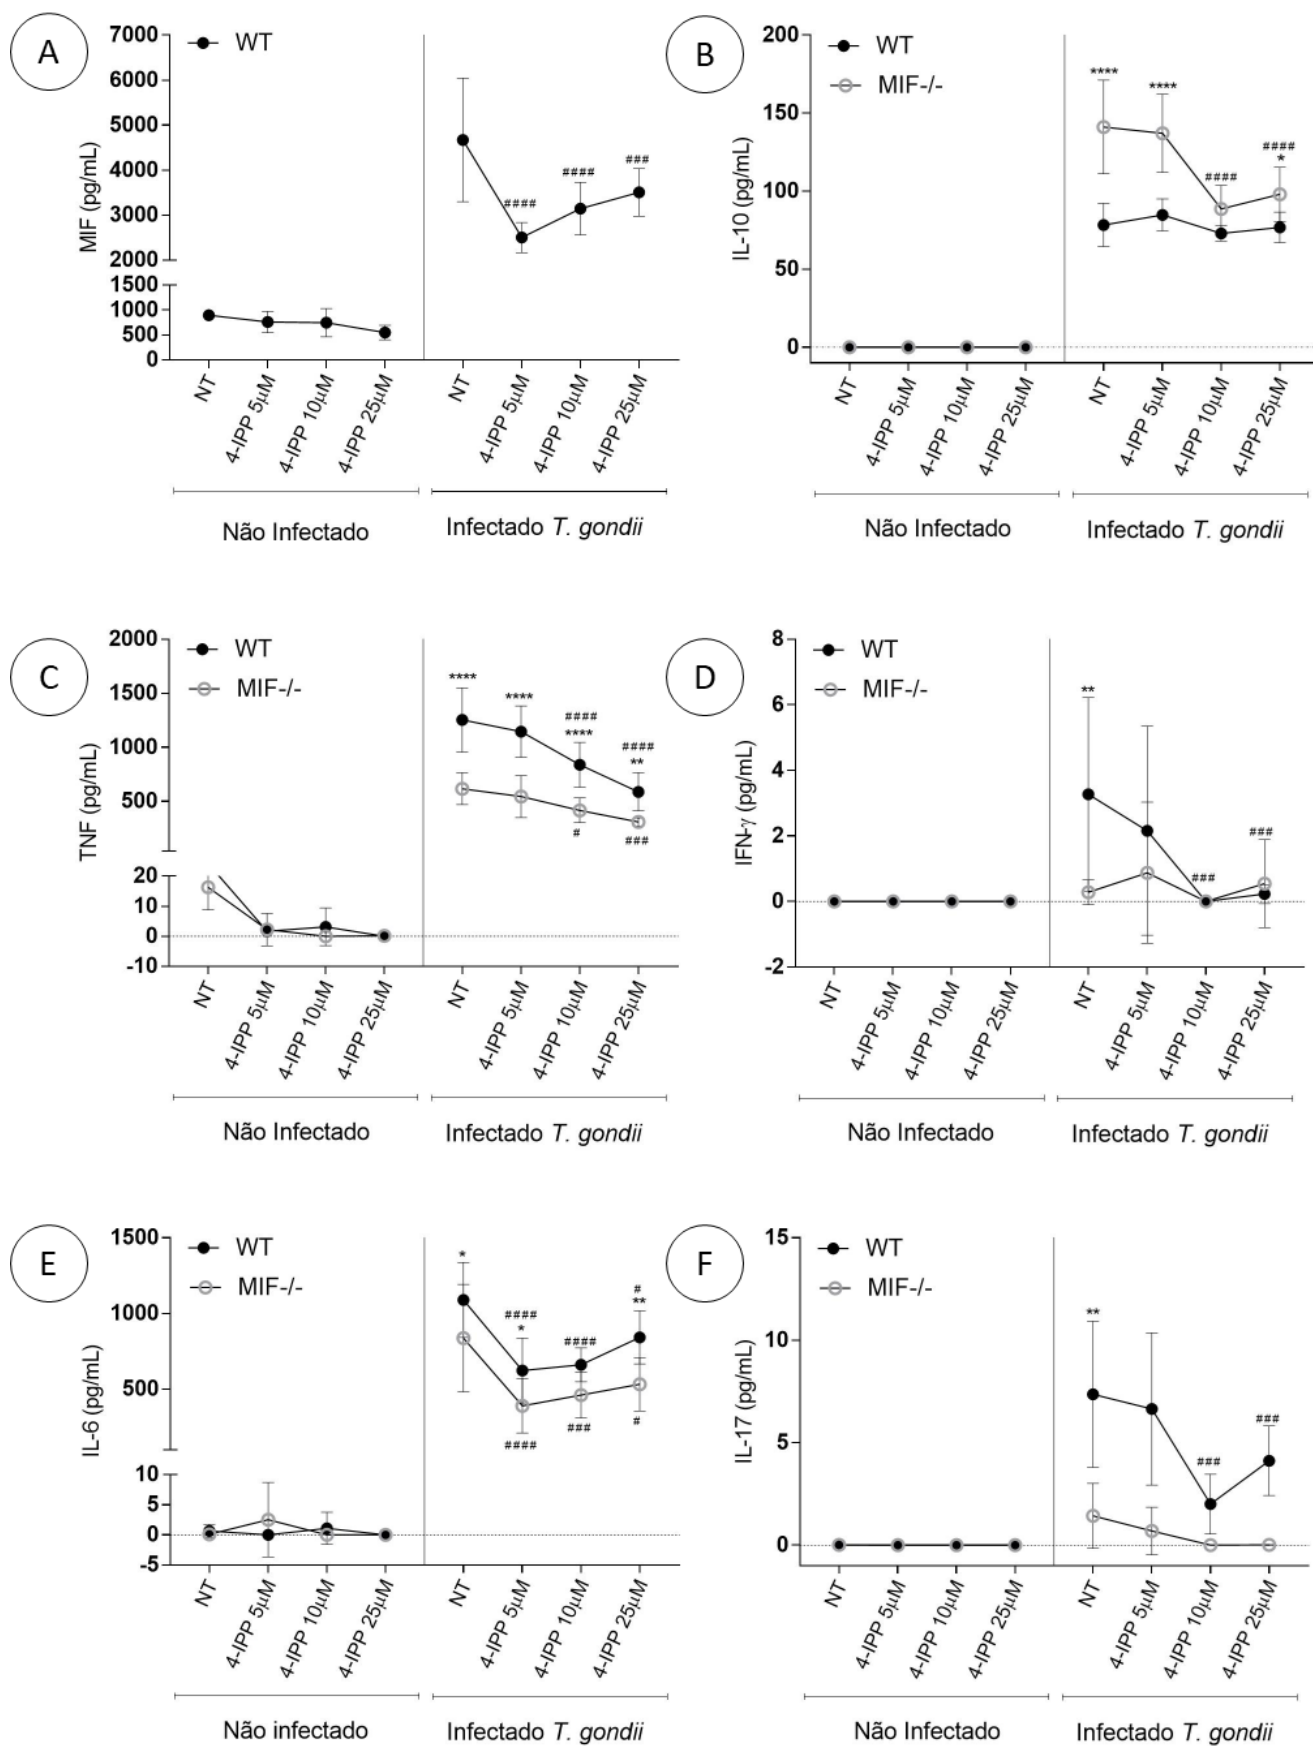 A
7000
6000
5000
4000
3000
2000
1500
1000
500
0
MIF (pg/mL)
WT
####
####
###
NT
4-IPP 5µM
4-IPP 10µM
4-IPP 25µM
NT
4-IPP 5µM
4-IPP 10µM
4-IPP 25µM
Não Infectado
Infectado T. gondii
B
200
150
100
50
0
IL-10 (pg/mL)
WT
MIF-/-
****
****
####
####
*
NT
4-IPP 5µM
4-IPP 10µM
4-IPP 25µM
NT
4-IPP 5µM
4-IPP 10µM
4-IPP 25µM
Não Infectado
Infectado T. gondii
C
2000
1500
1000
500
20
10
0
-10
TNF (pg/mL)
WT
MIF-/-
****
****
####
****
####
**
#
###
NT
4-IPP 5µM
4-IPP 10µM
4-IPP 25µM
NT
4-IPP 5µM
4-IPP 10µM
4-IPP 25µM
Não Infectado
Infectado T. gondii
D
8
6
4
2
0
-2
IFN-γ (pg/mL)
WT
MIF-/-
**
###
###
NT
4-IPP 5µM
4-IPP 10µM
4-IPP 25µM
NT
4-IPP 5µM
4-IPP 10µM
4-IPP 25µM
Não Infectado
Infectado T. gondii
E
1500
1000
500
10
5
0
-5
IL-6 (pg/mL)
WT
MIF-/-
*
####
*
####
#
**
####
###
#
NT
4-IPP 5µM
4-IPP 10µM
4-IPP 25µM
NT
4-IPP 5µM
4-IPP 10µM
4-IPP 25µM
Não infectado
Infectado T. gondii
F
15
10
5
0
IL-17 (pg/mL)
WT
MIF-/-
**
###
###
NT
4-IPP 5µM
4-IPP 10µM
4-IPP 25µM
NT
4-IPP 5µM
4-IPP 10µM
4-IPP 25µM
Não Infectado
Infectado T. gondii